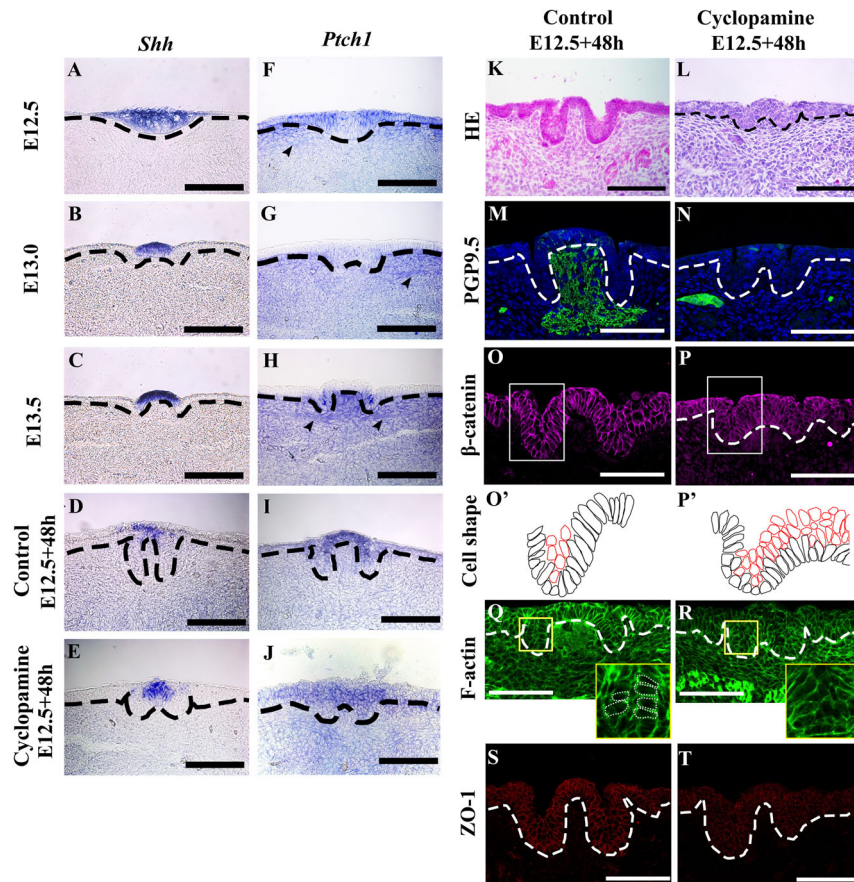 Shh
Ptch1
Control
E12.5+48h
Cyclopamine
E12.5+48h
E12.5
A
F
E13.0
B
G
E13.5
C
H
Control
E12.5+48h
D
I
Cyclopamine
E12.5+48h
E
J
HE
K
L
PGP9.5
M
N
β-catenin
O
P
Cell shape
O’
P’
F-actin
Q
R
ZO-1
S
T